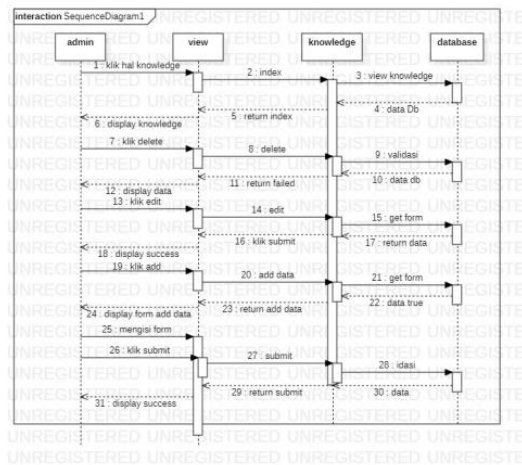 interaction SequenceDiagram1
admin view knowledge database
1 : klik hal knowledge
2 : index
3 : view knowledge
4 : data Db
5 : return index
6 : display knowledge
7 : klik delete
8 : delete
9 : validasi
10 : data db
11 : return failed
12 : display data
13 : klik edit
14 : edit
15 : get form
16 : klik submit
17 : return data
18 : display success
19 : klik add
20 : add data
21 : get form
22 : data true
23 : return add data
24 : display form add data
25 : mengisi form
26 : klik submit
27 : submit
28 : idasi
29 : return submit
30 : data
31 : display success
UNREGISTERED